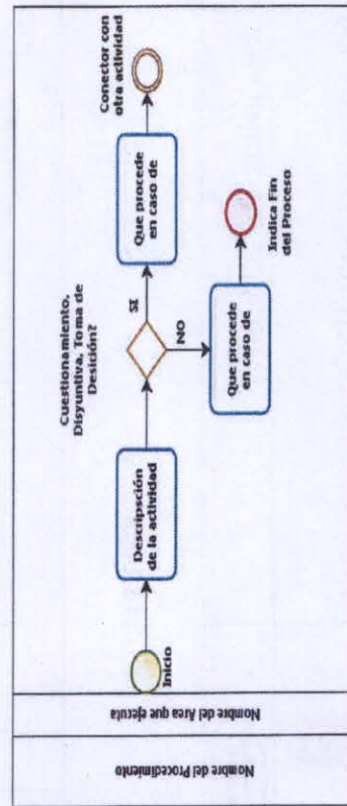 Nombre del Procedimiento
Nombre del Área que ejecuta
Inicio
Descripsción
de la actividad
Cuestionamiento.
Disyuntiva. Toma de
Desición?
SI
NO
Que procede
en caso de
Conector con
otra actividad
Que procede
en caso de
Indica Fin
del Proceso